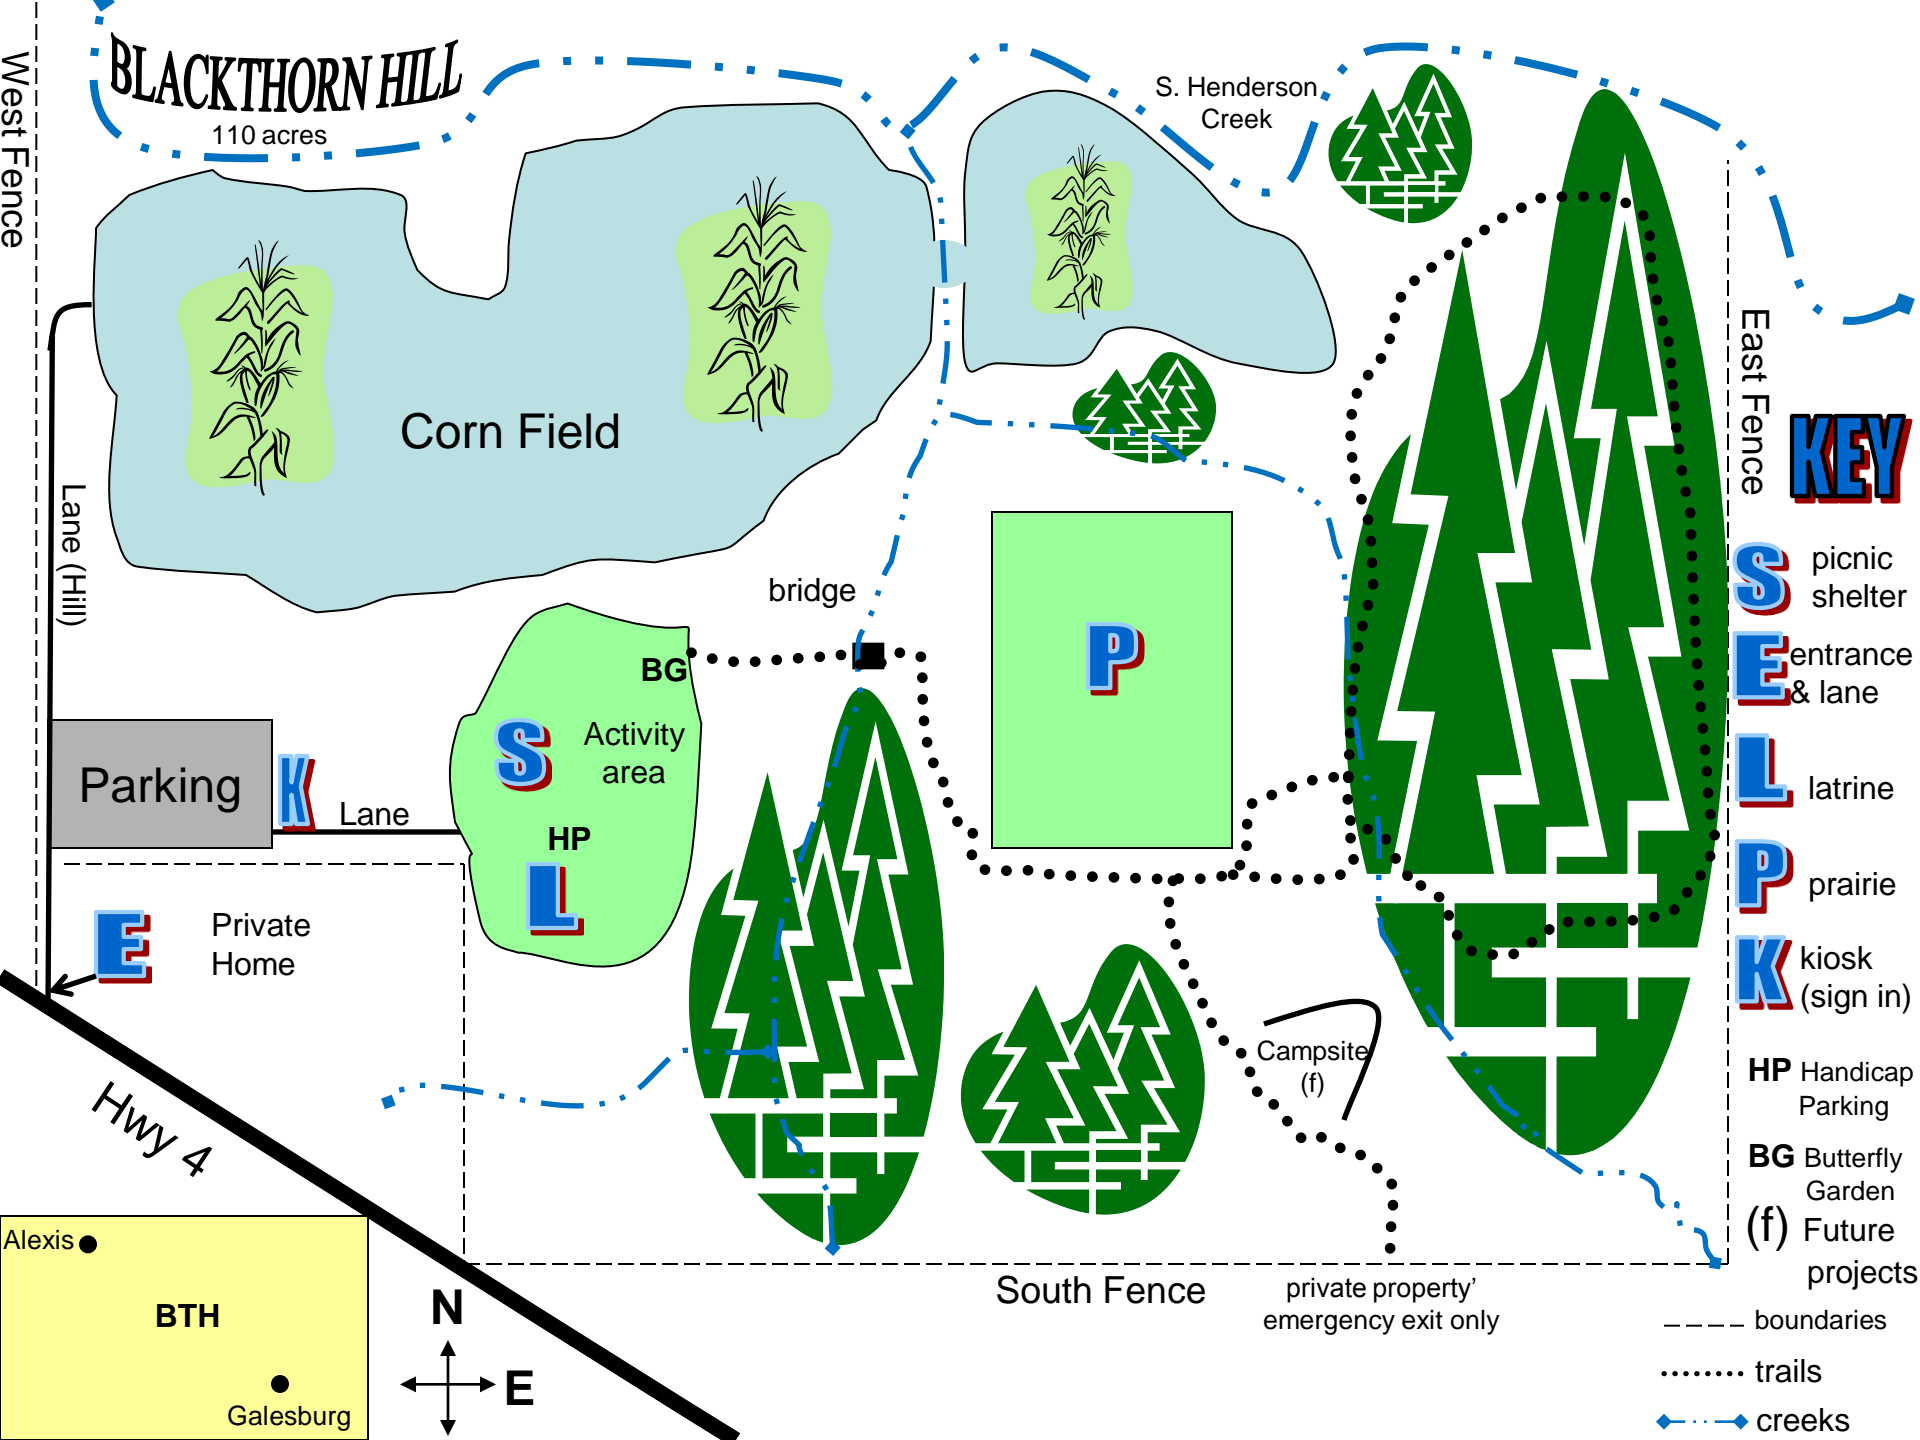 BLACKTHORN HILL
110 acres
West Fence
S. Henderson
Creek
East Fence
Corn Field
Lane (Hill)
bridge
BG
S
Activity
area
P
Parking
K
Lane
HP
L
E
Private
Home
Hwy 4
Campsite
(f)
South Fence
private property’
emergency exit only
Alexis
BTH
Galesburg
N
E
KEY
S picnic
shelter
E entrance
& lane
L latrine
P prairie
K kiosk
(sign in)
HP Handicap
Parking
BG Butterfly
Garden
(f) Future
projects
boundaries
trails
creeks